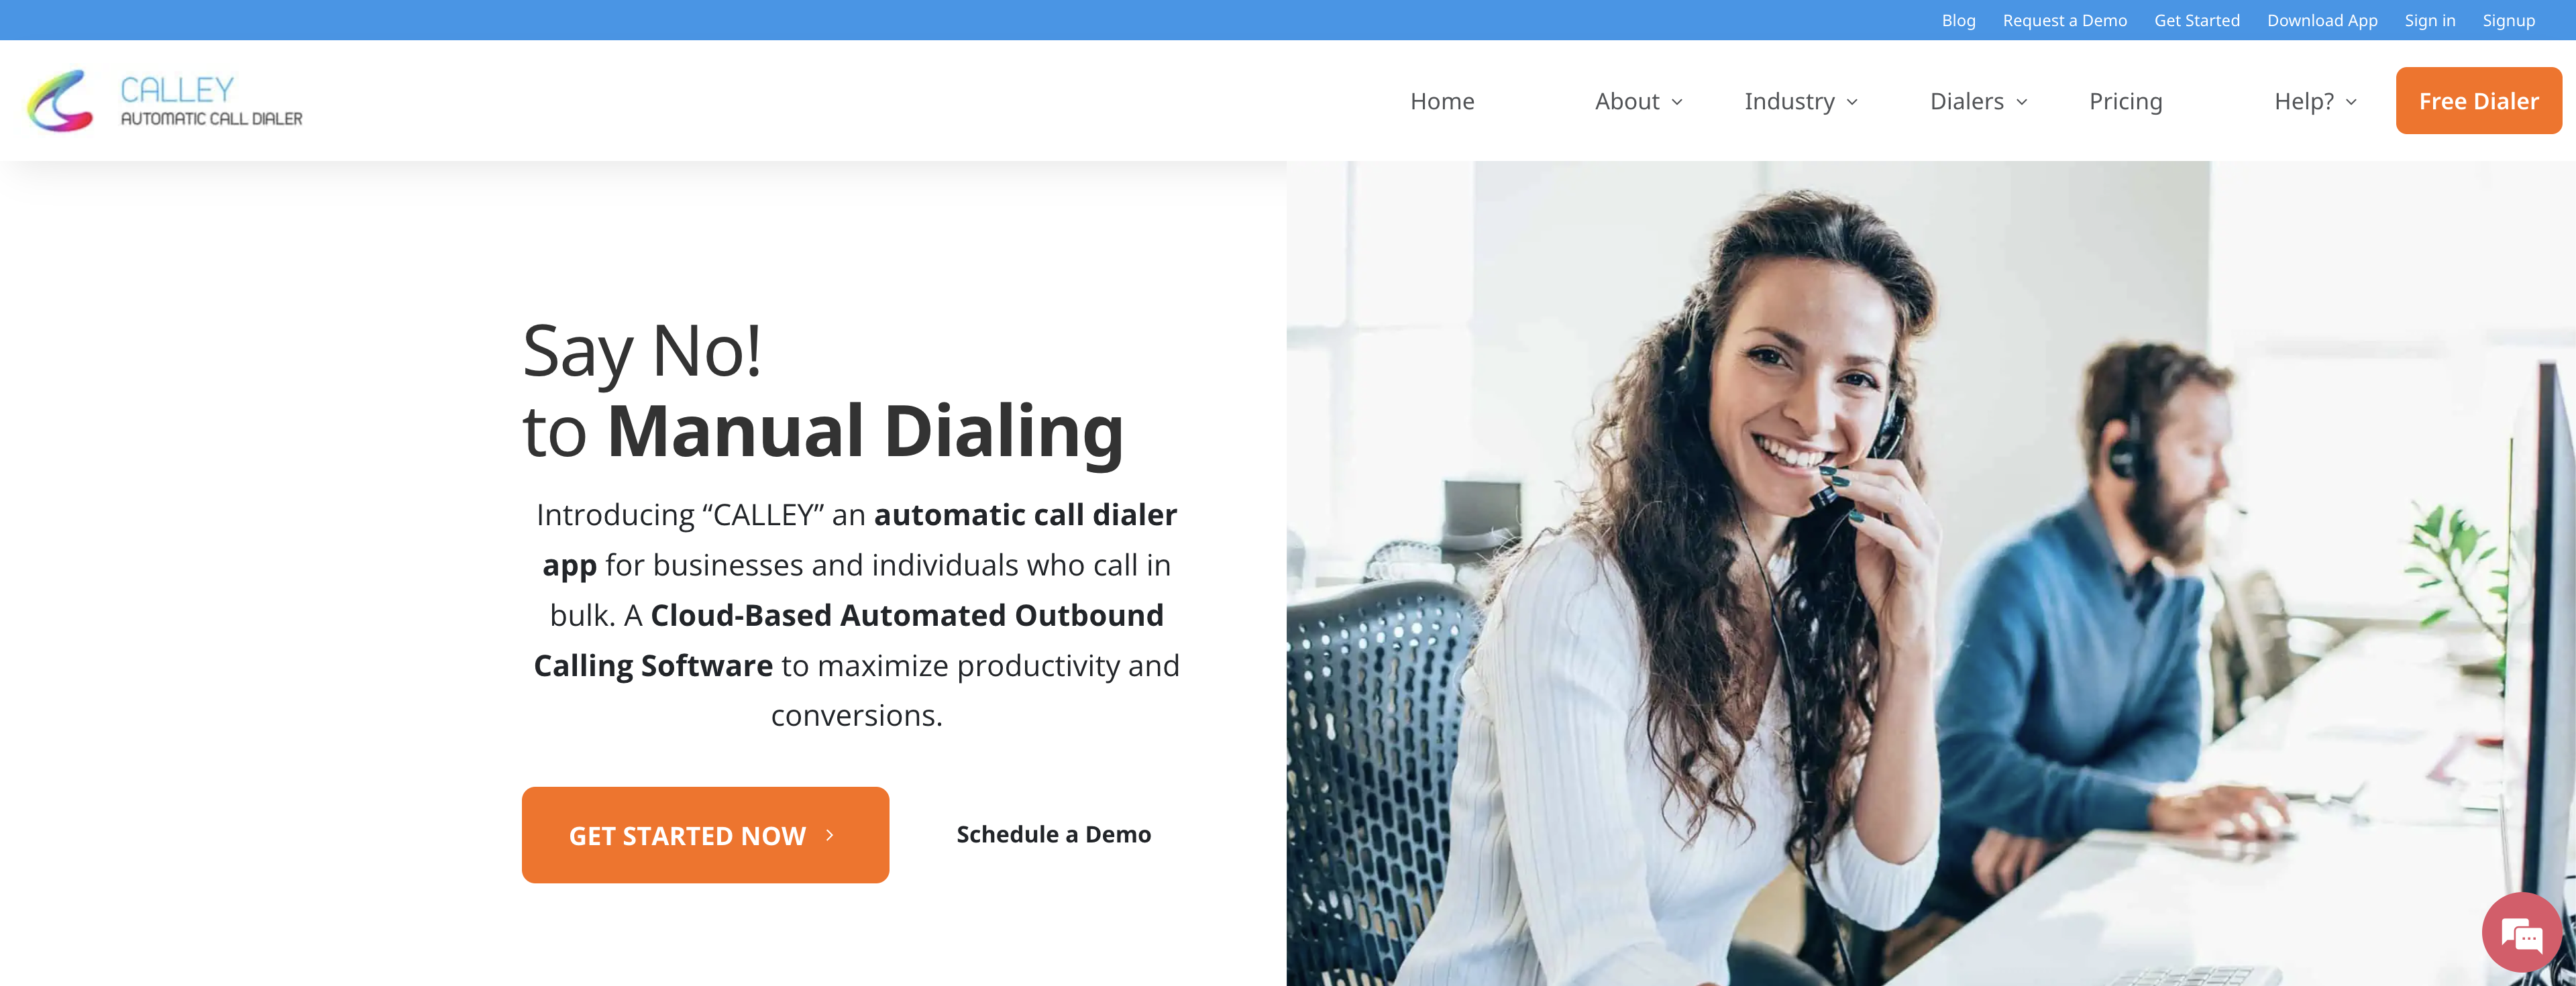 Blog Request a Demo Get Started Download App Sign in Signup
CALLEY
AUTOMATIC CALL DIALER
Home About Industry Dialers Pricing Help? Free Dialer
Say No!
to Manual Dialing
Introducing “CALLEY” an automatic call dialer
app for businesses and individuals who call in
bulk. A Cloud-Based Automated Outbound
Calling Software to maximize productivity and
conversions.
GET STARTED NOW
Schedule a Demo